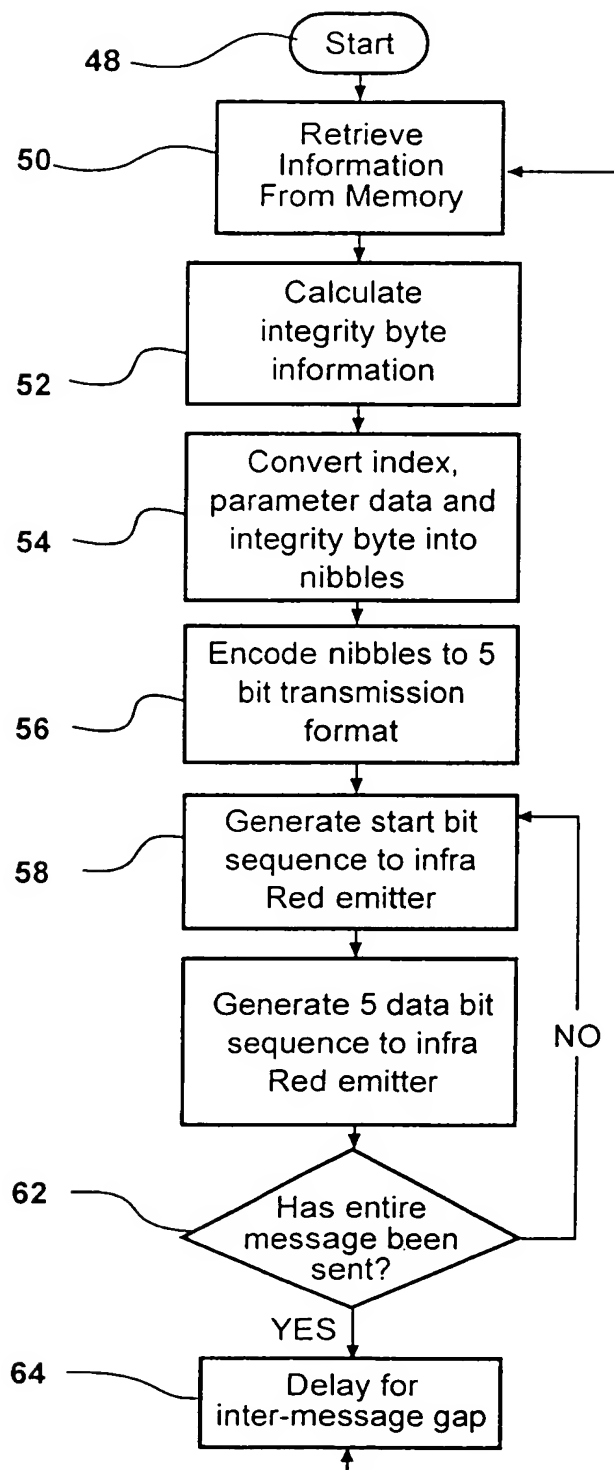 Start
48
50
Retrieve
Information
From Memory
Calculate
integrity byte
information
52
Convert index,
parameter data and
integrity byte into
nibbles
54
Encode nibbles to 5
bit transmission
format
56
Generate start bit
sequence to infra
Red emitter
58
Generate 5 data bit
sequence to infra
Red emitter
NO
62
Has entire
message been
sent?
YES
64
Delay for
inter-message gap